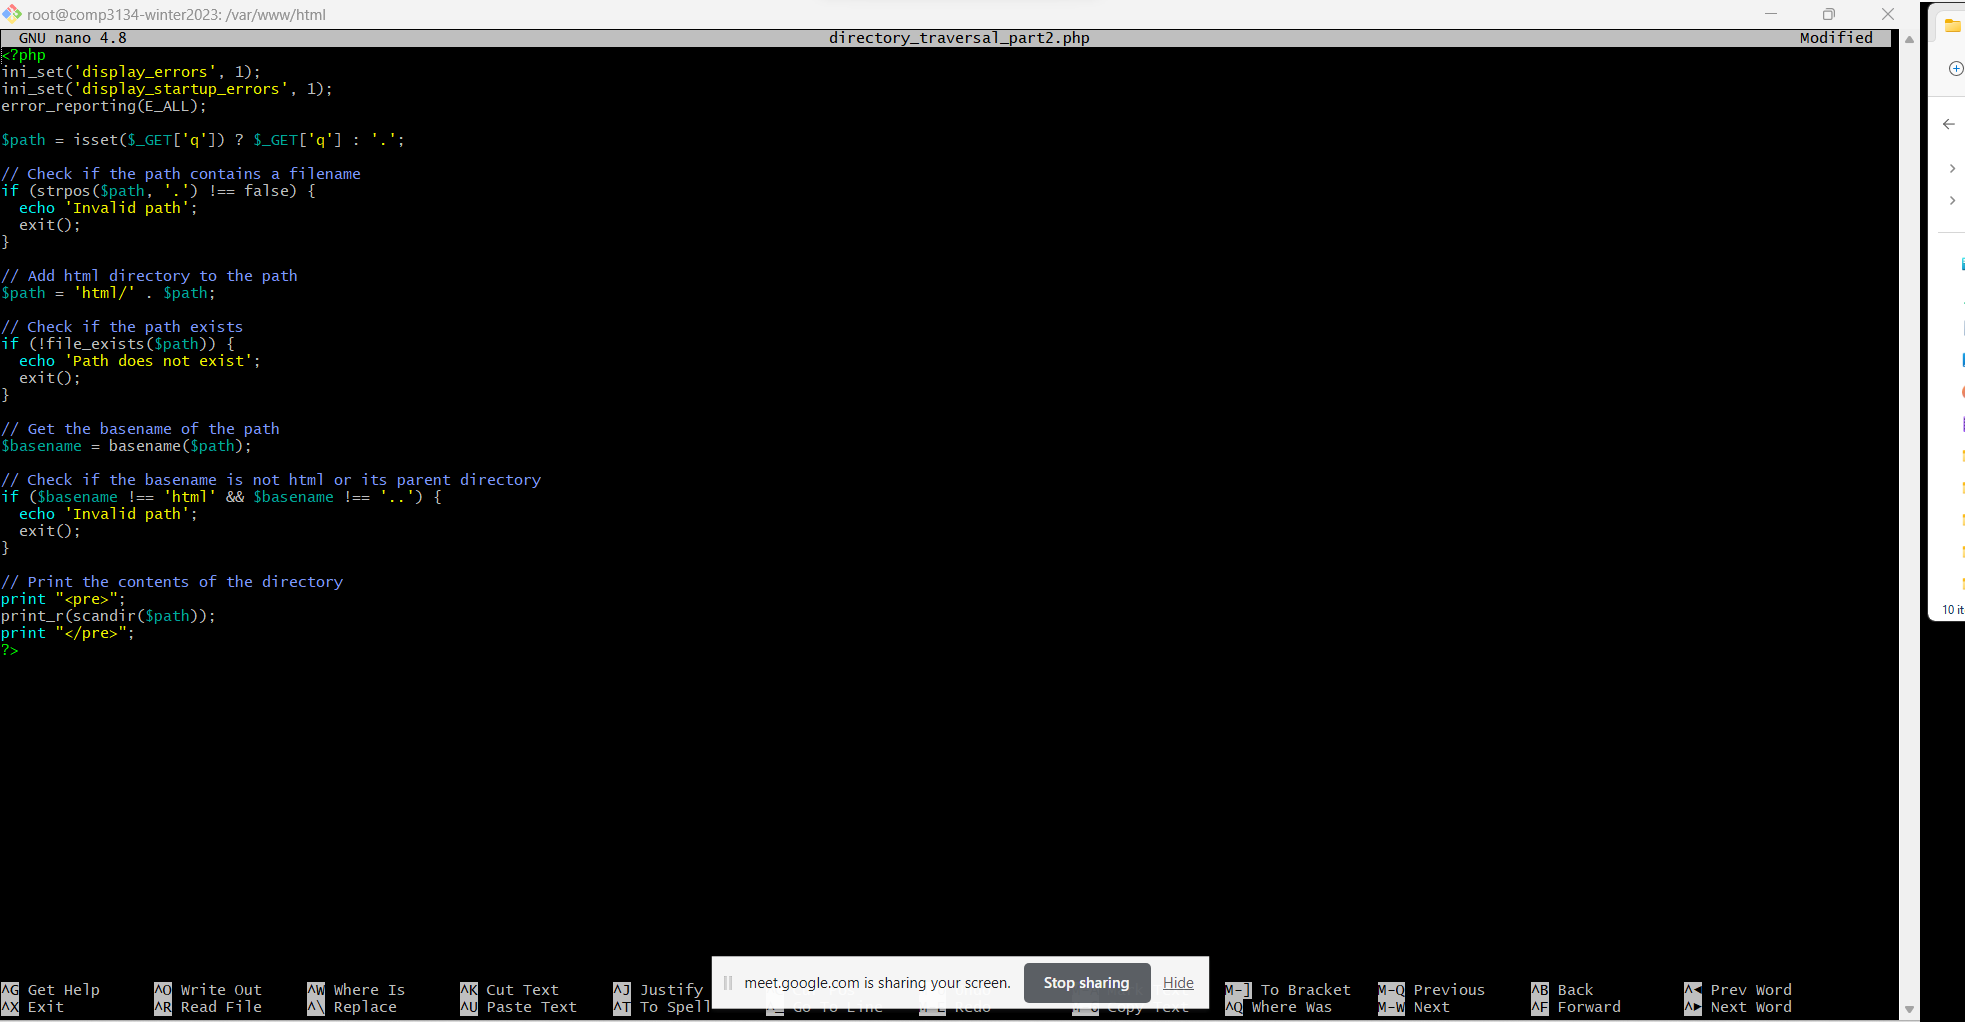 root@comp3134-winter2023: /var/www/html
GNU nano 4.8 directory_traversal_part2.php Modified
<?php
ini_set('display_errors', 1);
ini_set('display_startup_errors', 1);
error_reporting(E_ALL);

$path = isset($_GET['q']) ? $_GET['q'] : '.';

// Check if the path contains a filename
if (strpos($path, '.') !== false) {
  echo 'Invalid path';
  exit();
}

// Add html directory to the path
$path = 'html/' . $path;

// Check if the path exists
if (!file_exists($path)) {
  echo 'Path does not exist';
  exit();
}

// Get the basename of the path
$basename = basename($path);

// Check if the basename is not html or its parent directory
if ($basename !== 'html' && $basename !== '..') {
  echo 'Invalid path';
  exit();
}

// Print the contents of the directory
print "<pre>";
print_r(scandir($path));
print "</pre>";
?>
10 it
meet.google.com is sharing your screen. Stop sharing Hide
^G Get Help ^O Write Out ^W Where Is ^K Cut Text ^J Justify M-] To Bracket M-Q Previous ^B Back ^◄ Prev Word
^X Exit ^R Read File ^\ Replace ^U Paste Text ^T To Spell Go To Line M-E Redo Copy Text ^Q Where Was M-W Next ^F Forward ^► Next Word